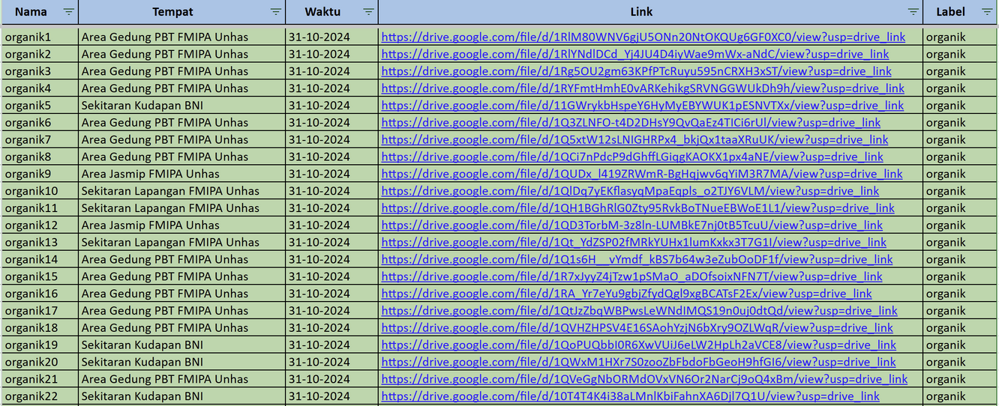 Nama Tempat Waktu Link Label
organik1 Area Gedung PBT FMIPA Unhas 31-10-2024 https://drive.google.com/file/d/1RlM80WNV6gjU5ONn20NtOKQUg6GF0XC0/view?usp=drive_link organik
organik2 Area Gedung PBT FMIPA Unhas 31-10-2024 https://drive.google.com/file/d/1RlYNdlDCd_Yj4JU4D4iyWae9mWx-aNdC/view?usp=drive_link organik
organik3 Area Gedung PBT FMIPA Unhas 31-10-2024 https://drive.google.com/file/d/1Rg5OU2gm63KPfPTcRuyu595nCRXH3xST/view?usp=drive_link organik
organik4 Area Gedung PBT FMIPA Unhas 31-10-2024 https://drive.google.com/file/d/1RYFmtHmhE0vARKehikgSRVNGGWUkDh9h/view?usp=drive_link organik
organik5 Sekitaran Kudapan BNI 31-10-2024 https://drive.google.com/file/d/11GWrykbHspeY6HyMyEBYWUK1pESNVTXx/view?usp=drive_link organik
organik6 Area Gedung PBT FMIPA Unhas 31-10-2024 https://drive.google.com/file/d/1Q3ZLNFO-t4D2DHsY9QvQaEz4TICi6rUl/view?usp=drive_link organik
organik7 Area Gedung PBT FMIPA Unhas 31-10-2024 https://drive.google.com/file/d/1Q5xtW12sLNIGHRPx4_bkjQx1taaXRuUK/view?usp=drive_link organik
organik8 Area Gedung PBT FMIPA Unhas 31-10-2024 https://drive.google.com/file/d/1QCi7nPdcP9dGhffLGiqgKAOKX1px4aNE/view?usp=drive_link organik
organik9 Area Jasmip FMIPA Unhas 31-10-2024 https://drive.google.com/file/d/1QUDx_l419ZRWmR-BgHqjwv6qYiM3R7MA/view?usp=drive_link organik
organik10 Sekitaran Lapangan FMIPA Unhas 31-10-2024 https://drive.google.com/file/d/1QlDq7yEKflasyqMpaEqpls_o2TJY6VLM/view?usp=drive_link organik
organik11 Sekitaran Lapangan FMIPA Unhas 31-10-2024 https://drive.google.com/file/d/1QH1BGhRlG0Zty95RvkBoTNueEBWoE1L1/view?usp=drive_link organik
organik12 Area Jasmip FMIPA Unhas 31-10-2024 https://drive.google.com/file/d/1QD3TorbM-3z8ln-LUMBkE7nj0tB5TcuU/view?usp=drive_link organik
organik13 Sekitaran Lapangan FMIPA Unhas 31-10-2024 https://drive.google.com/file/d/1Qt_YdZSP02fMRkYUHx1lumKxkx3T7G1I/view?usp=drive_link organik
organik14 Area Gedung PBT FMIPA Unhas 31-10-2024 https://drive.google.com/file/d/1Q1s6H__vYmdf_kBS7b64w3eZubOoDF1f/view?usp=drive_link organik
organik15 Area Gedung PBT FMIPA Unhas 31-10-2024 https://drive.google.com/file/d/1R7xJyyZ4jTzw1pSMaO_aDOfsoixNFN7T/view?usp=drive_link organik
organik16 Area Gedung PBT FMIPA Unhas 31-10-2024 https://drive.google.com/file/d/1RA_Yr7eYu9gbjZfydQgl9xgBCATsF2Ex/view?usp=drive_link organik
organik17 Area Gedung PBT FMIPA Unhas 31-10-2024 https://drive.google.com/file/d/1QtJzZbqWBPwsLeWNdIMQS19n0uj0dtQd/view?usp=drive_link organik
organik18 Area Gedung PBT FMIPA Unhas 31-10-2024 https://drive.google.com/file/d/1QVHZHPSV4E16SAohYzjN6bXry9OZLWqR/view?usp=drive_link organik
organik19 Sekitaran Kudapan BNI 31-10-2024 https://drive.google.com/file/d/1QoPUQbbI0R6XwVUiJ6eLW2HpLh2aVCE8/view?usp=drive_link organik
organik20 Sekitaran Kudapan BNI 31-10-2024 https://drive.google.com/file/d/1QWxM1HXr7S0zooZbFbdoFbGeoH9hfGI6/view?usp=drive_link organik
organik21 Area Gedung PBT FMIPA Unhas 31-10-2024 https://drive.google.com/file/d/1QVeGgNbORMdOVxVN6Or2NarCj9oQ4xBm/view?usp=drive_link organik
organik22 Sekitaran Kudapan BNI 31-10-2024 https://drive.google.com/file/d/10T4T4K4i38aLMnlKbiFahnXA6Djl7Q1U/view?usp=drive_link organik